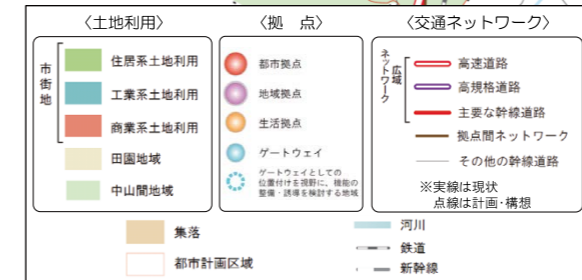 〈土地利用〉
市街地
住居系土地利用
工業系土地利用
商業系土地利用
田園地域
中山間地域
〈拠　点〉
都市拠点
地域拠点
生活拠点
ゲートウェイ
ゲートウェイとしての
位置付けを視野に、機能の
整備・誘導を検討する地域
〈交通ネットワーク〉
広域
ネットワーク
高速道路
高規格道路
主要な幹線道路
拠点間ネットワーク
その他の幹線道路
※実線は現状
点線は計画・構想
集落
都市計画区域
河川
鉄道
新幹線